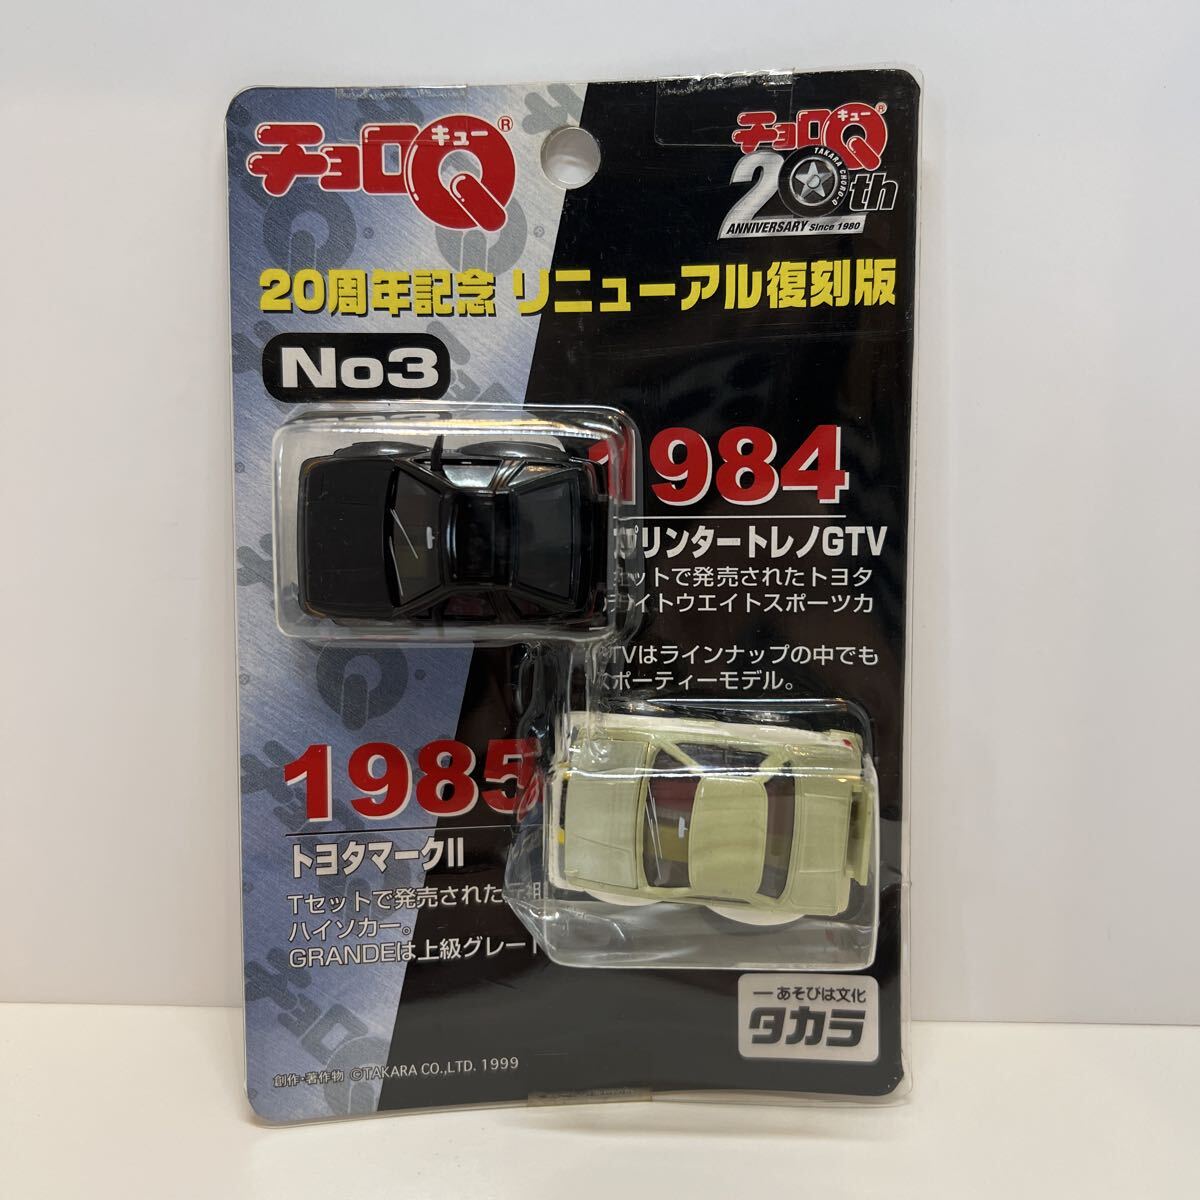 チョロQ®
キュー
チョロQ®
キュー
TAKARA CHORO-Q
20th
ANNIVERSARY Since 1980
20周年記念 リニューアル復刻版
No3
1984
プリンタートレノGTV
セットで発売されたトヨタ
ライトウエイトスポーツカ
TVはラインナップの中でも
スポーティーモデル。
1985
トヨタマークII
Tセットで発売された元祖
ハイソカー。
GRANDEは上級グレード
―あそびは文化
タカラ
創作・著作物 ©TAKARA CO.,LTD. 1999